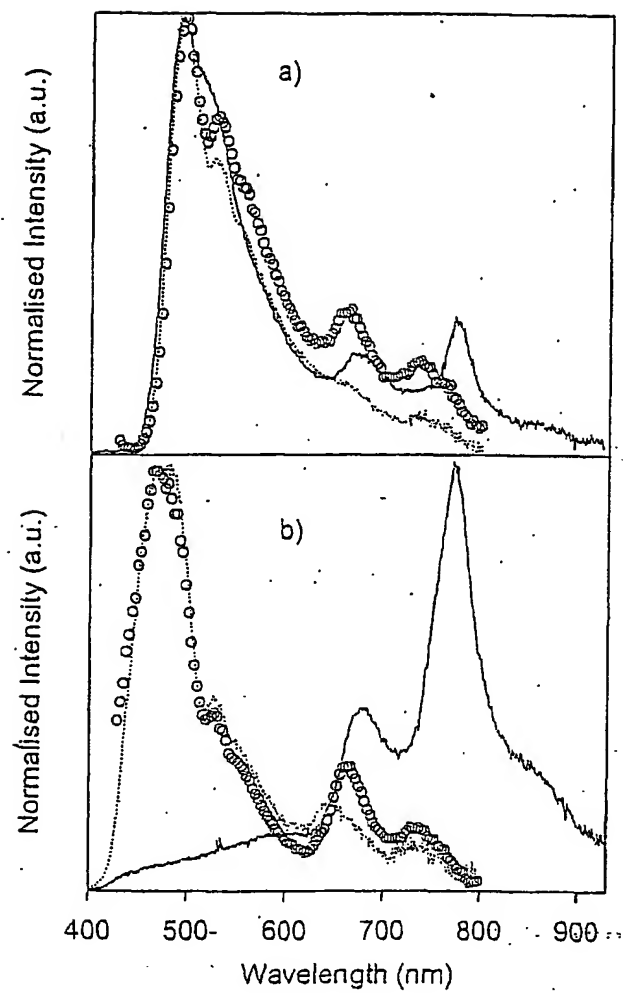 a)
Normalised Intensity (a.u.)
b)
Normalised Intensity (a.u.)
400 500 600 700 800 900
Wavelength (nm)